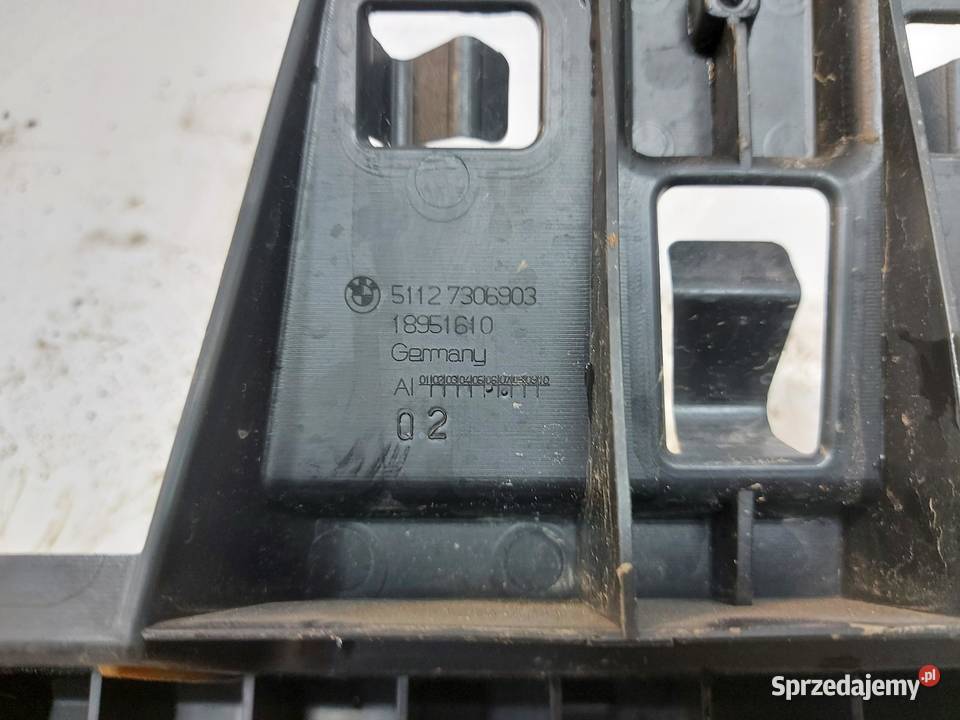 5112 7306903
18951610
Germany
AI
Q 2
Sprzedajemy.pl